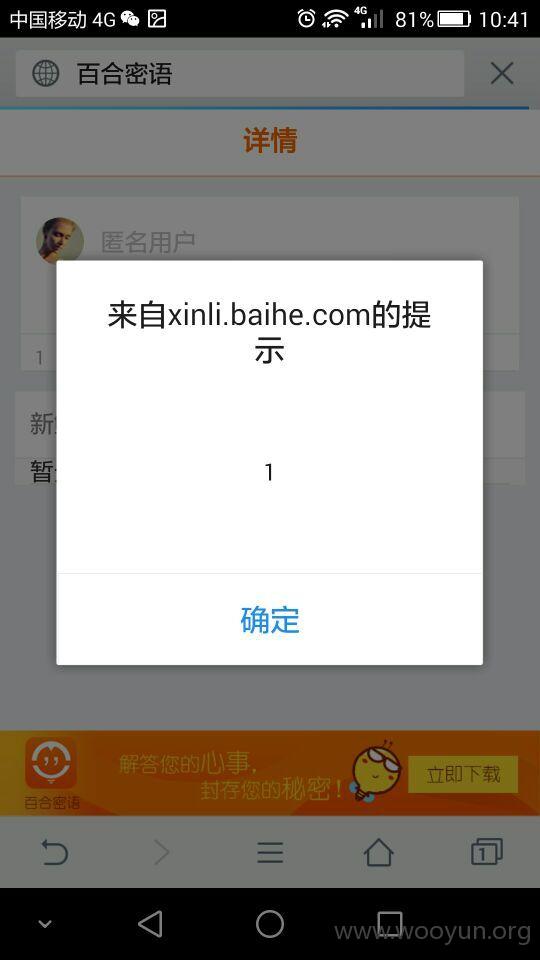 中国移动 4G 4G 81% 10:41
百合密语
详情
匿名用户
来自xinli.baihe.com的提
示
1
1
新
暂
确定
解答您的心事，
封存您的秘密！
立即下载
百合密语
1
www.wooyun.org